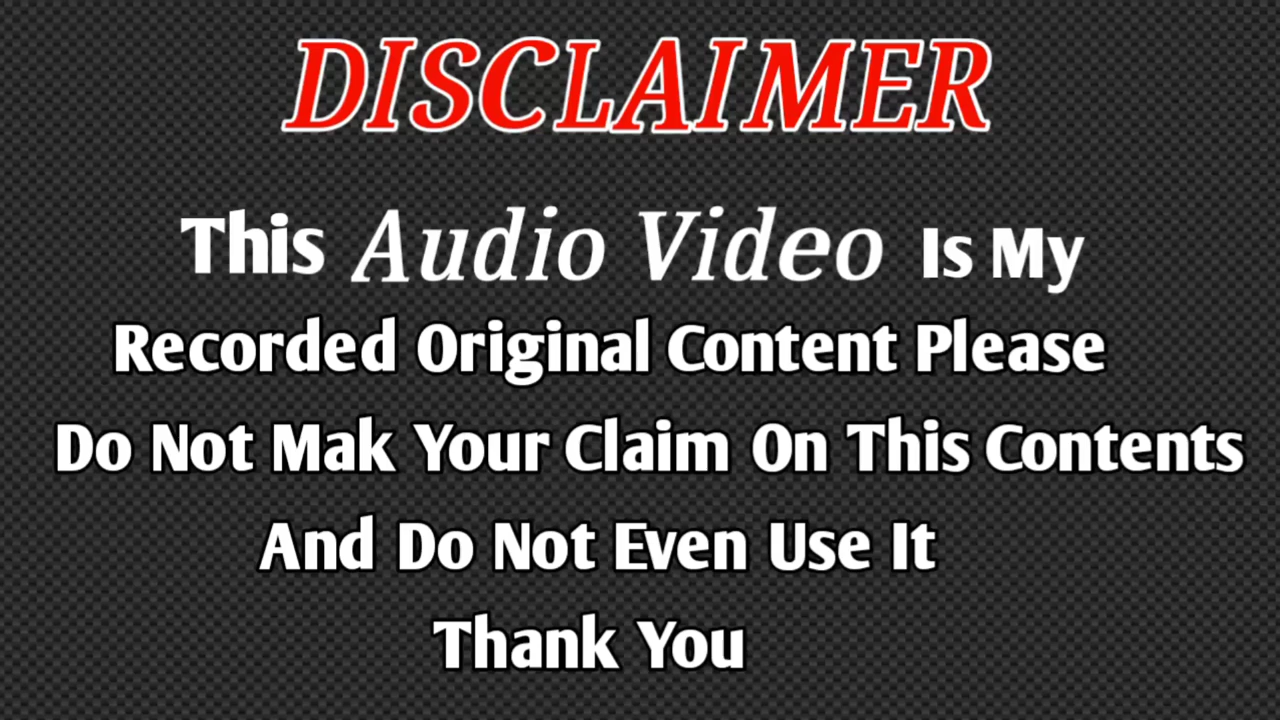 DISCLAIMER
This Audio Video Is My
Recorded Original Content Please
Do Not Mak Your Claim On This Contents
And Do Not Even Use It
Thank You